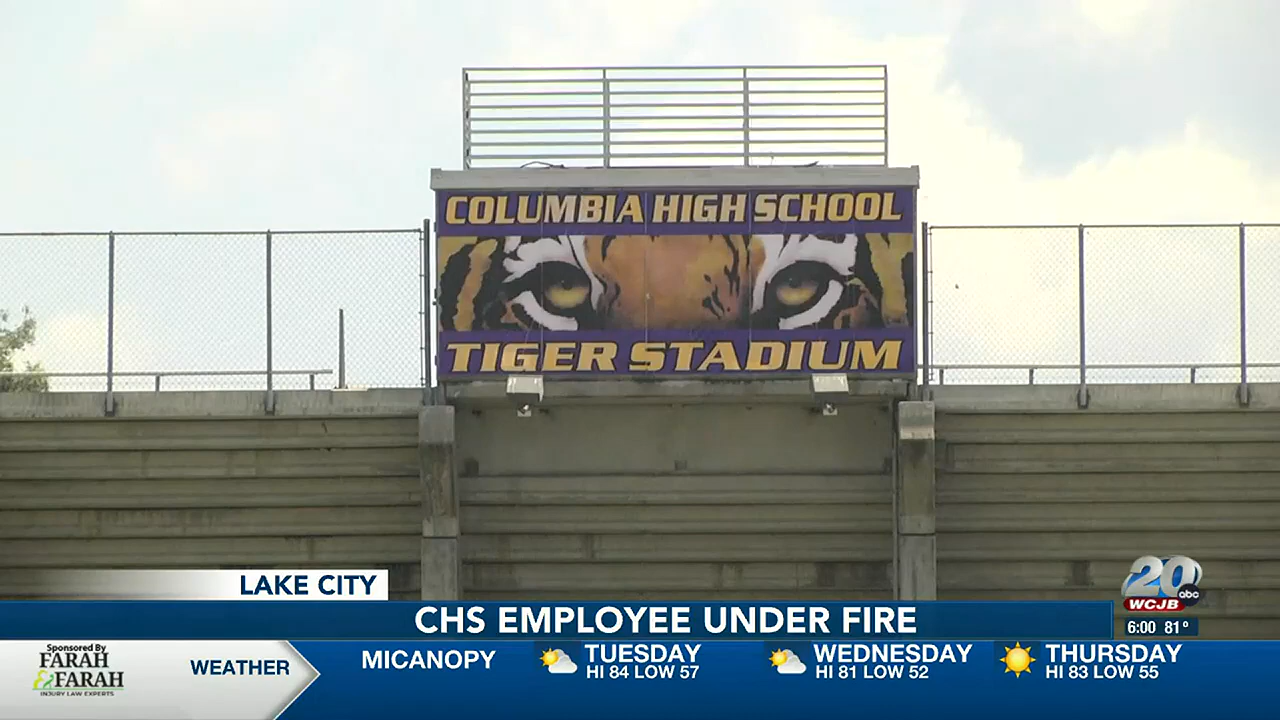 COLUMBIA HIGH SCHOOL
TIGER STADIUM
LAKE CITY
CHS EMPLOYEE UNDER FIRE
20
abc
WCJB
6:00 81°
Sponsored By
FARAH
& FARAH
INJURY LAW EXPERTS
WEATHER
MICANOPY
TUESDAY
HI 84 LOW 57
WEDNESDAY
HI 81 LOW 52
THURSDAY
HI 83 LOW 55